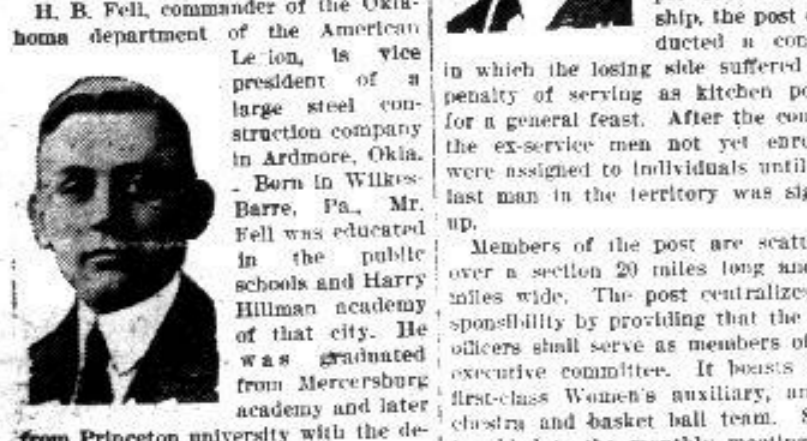 H. B. Fell, commander of the Okla-
homa department of the American
Legion, is vice
president of a
large steel con-
struction company
in Ardmore, Okla.
Born in Wilkes-
Barre, Pa., Mr.
Fell was educated
in the public
schools and Harry
Hillman academy
of that city. He
was graduated
from Mercersburg
academy and later
from Princeton university with the de-
ship, the post
ducted a con
in which the losing side suffered
penalty of serving as kitchen po
for a general feast. After the con
the ex-service men not yet enro
were assigned to individuals until
last man in the territory was si
up.
Members of the post are scatt
over a section 20 miles long and
miles wide. The post centralize
sponsibility by providing that the
officers shall serve as members of
executive committee. It boasts
first-class Women's auxiliary, an
chestra and basket ball team.